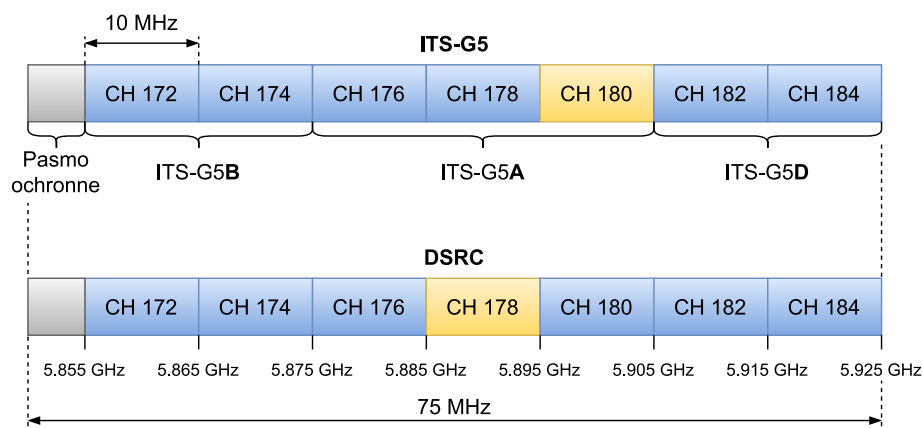 10 MHz
ITS-G5
CH 172 CH 174 CH 176 CH 178 CH 180 CH 182 CH 184
Pasmo
ochronne
ITS-G5B ITS-G5A ITS-G5D
DSRC
CH 172 CH 174 CH 176 CH 178 CH 180 CH 182 CH 184
5.855 GHz 5.865 GHz 5.875 GHz 5.885 GHz 5.895 GHz 5.905 GHz 5.915 GHz 5.925 GHz
75 MHz